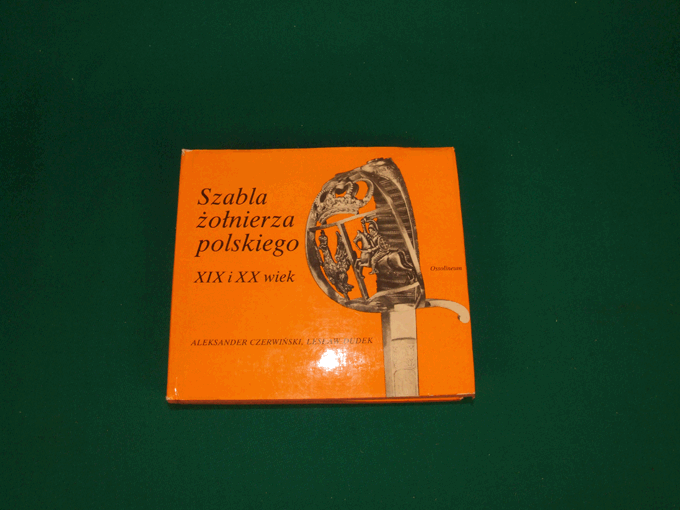 Szabla
żołnierza
polskiego
XIX i XX wiek
Ossolineum
ALEKSANDER CZERWIŃSKI, LESŁAW DUDEK